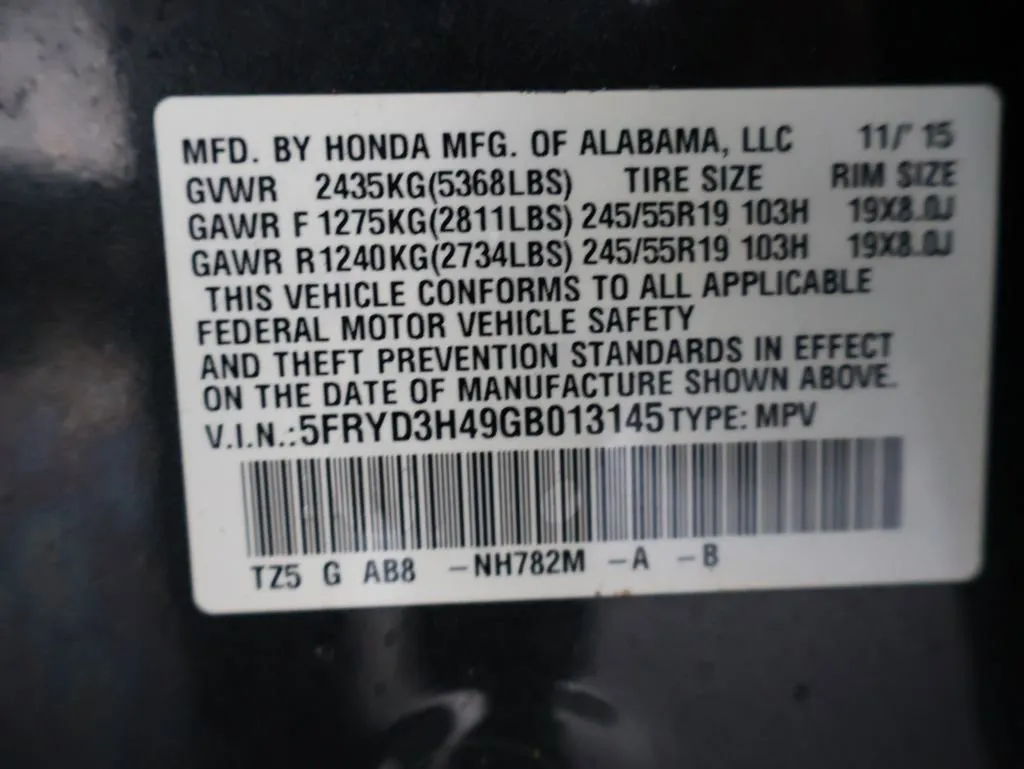 MFD. BY HONDA MFG. OF ALABAMA, LLC 11/ 15
GVWR 2435KG(5368LBS) TIRE SIZE RIM SIZE
GAWR F 1275KG(2811LBS) 245/55R19 103H 19X8.0J
GAWR R 1240KG(2734LBS) 245/55R19 103H 19X8.0J
THIS VEHICLE CONFORMS TO ALL APPLICABLE
FEDERAL MOTOR VEHICLE SAFETY
AND THEFT PREVENTION STANDARDS IN EFFECT
ON THE DATE OF MANUFACTURE SHOWN ABOVE.
V.I.N.:5FRYD3H49GB013145 TYPE: MPV
TZ5 G AB8 -NH782M -A -B